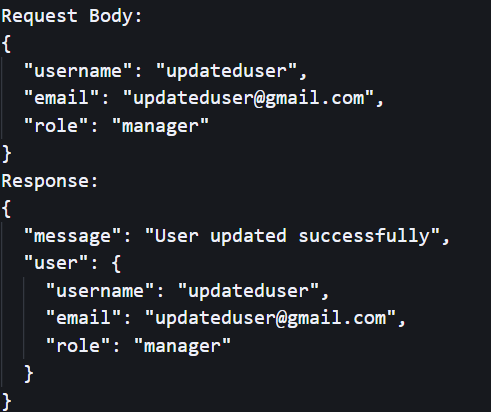 Request Body:
{
  "username": "updateduser",
  "email": "updateduser@gmail.com",
  "role": "manager"
}
Response:
{
  "message": "User updated successfully",
  "user": {
    "username": "updateduser",
    "email": "updateduser@gmail.com",
    "role": "manager"
  }
}